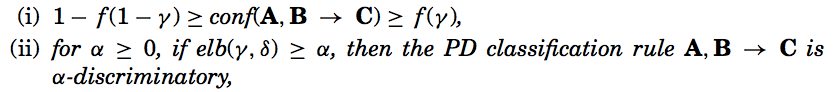 (i) 1 − f(1 − γ) ≥ conf(A, B → C) ≥ f(γ),
(ii) for α ≥ 0, if elb(γ, δ) ≥ α, then the PD classification rule A, B → C is
α-discriminatory,